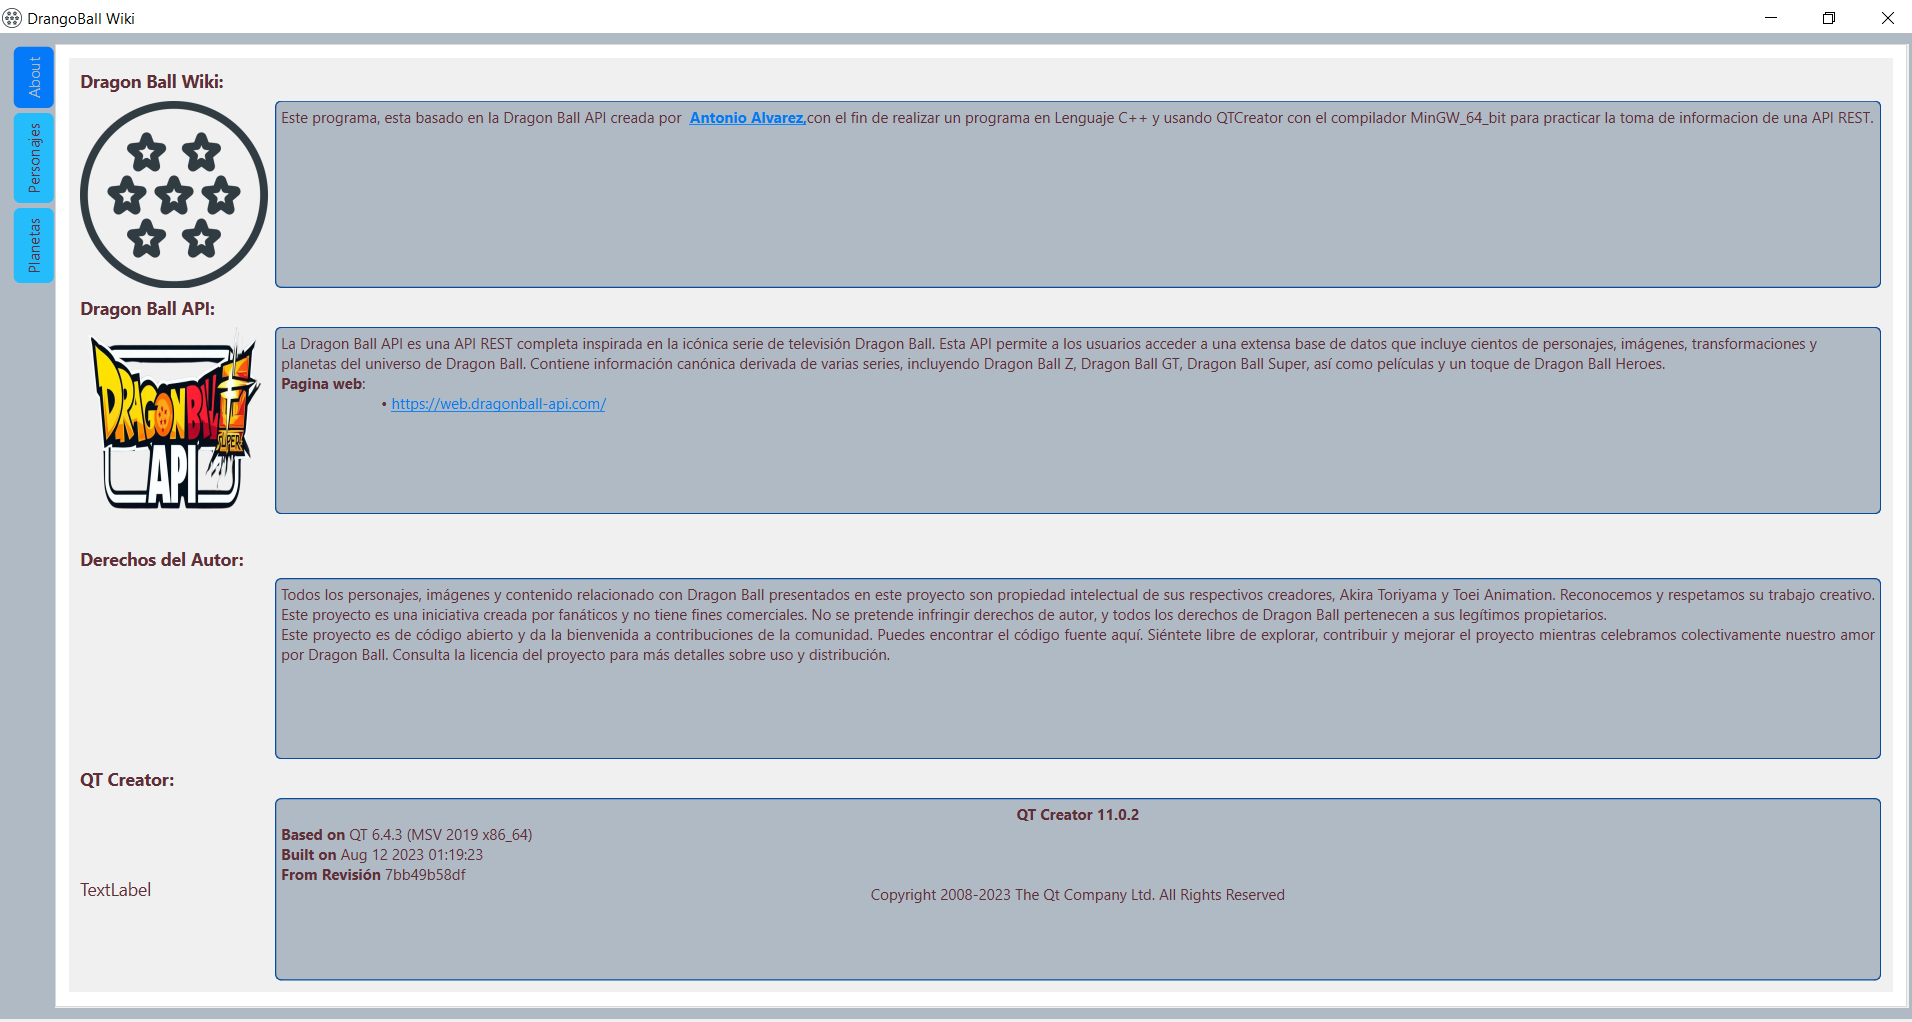 DrangoBall Wiki
About
Personajes
Planetas
Dragon Ball Wiki:
Este programa, esta basado en la Dragon Ball API creada por Antonio Alvarez,con el fin de realizar un programa en Lenguaje C++ y usando QTCreator con el compilador MinGW_64_bit para practicar la toma de informacion de una API REST.
Dragon Ball API:
DRAGON BALL
SUPER
API
La Dragon Ball API es una API REST completa inspirada en la icónica serie de televisión Dragon Ball. Esta API permite a los usuarios acceder a una extensa base de datos que incluye cientos de personajes, imágenes, transformaciones y
planetas del universo de Dragon Ball. Contiene información canónica derivada de varias series, incluyendo Dragon Ball Z, Dragon Ball GT, Dragon Ball Super, así como películas y un toque de Dragon Ball Heroes.
Pagina web:
• https://web.dragonball-api.com/
Derechos del Autor:
Todos los personajes, imágenes y contenido relacionado con Dragon Ball presentados en este proyecto son propiedad intelectual de sus respectivos creadores, Akira Toriyama y Toei Animation. Reconocemos y respetamos su trabajo creativo.
Este proyecto es una iniciativa creada por fanáticos y no tiene fines comerciales. No se pretende infringir derechos de autor, y todos los derechos de Dragon Ball pertenecen a sus legítimos propietarios.
Este proyecto es de código abierto y da la bienvenida a contribuciones de la comunidad. Puedes encontrar el código fuente aquí. Siéntete libre de explorar, contribuir y mejorar el proyecto mientras celebramos colectivamente nuestro amor
por Dragon Ball. Consulta la licencia del proyecto para más detalles sobre uso y distribución.
QT Creator:
TextLabel
QT Creator 11.0.2
Based on QT 6.4.3 (MSV 2019 x86_64)
Built on Aug 12 2023 01:19:23
From Revisión 7bb49b58df
Copyright 2008-2023 The Qt Company Ltd. All Rights Reserved